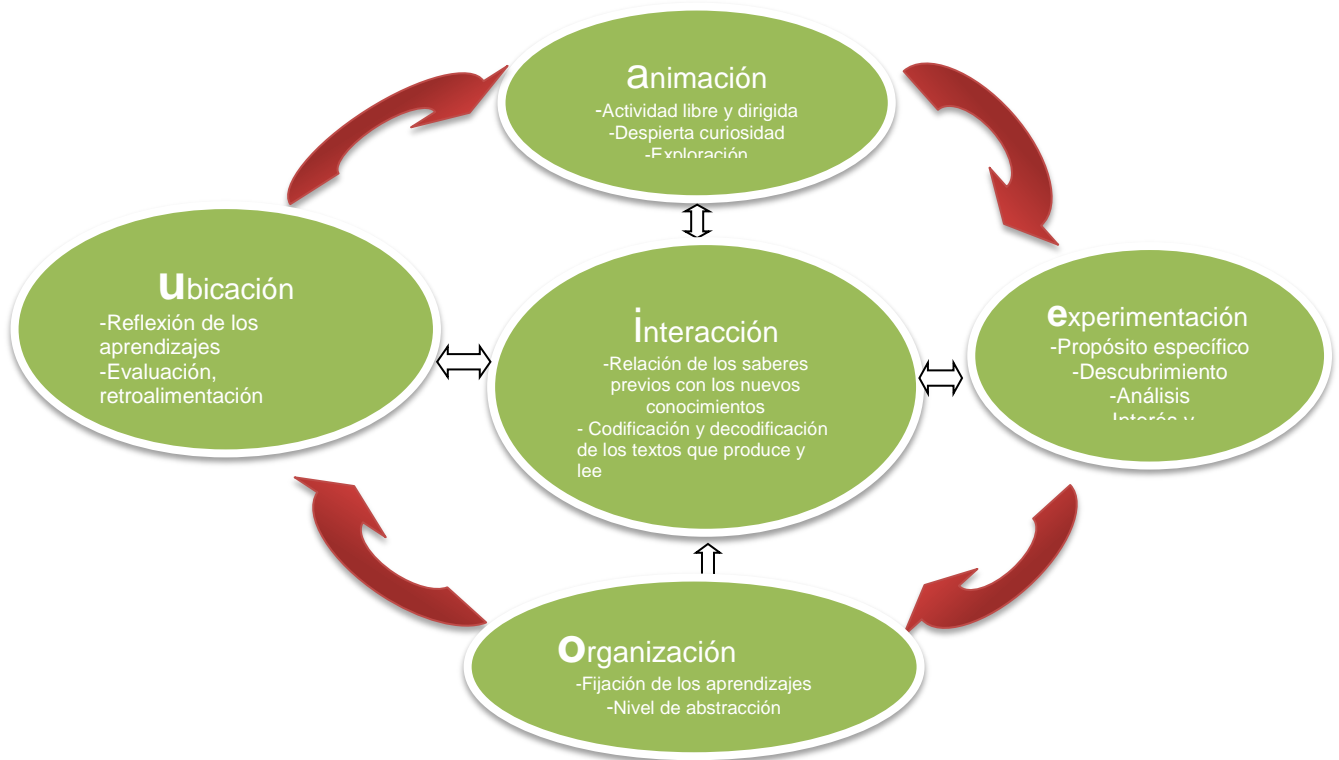 animación
-Actividad libre y dirigida
-Despierta curiosidad
-Exploración
ubicación
-Reflexión de los
aprendizajes
-Evaluación,
retroalimentación
interacción
-Relación de los saberes
previos con los nuevos
conocimientos
- Codificación y decodificación
de los textos que produce y
lee
experimentación
-Propósito específico
-Descubrimiento
-Análisis
Interés y
organización
-Fijación de los aprendizajes
-Nivel de abstracción